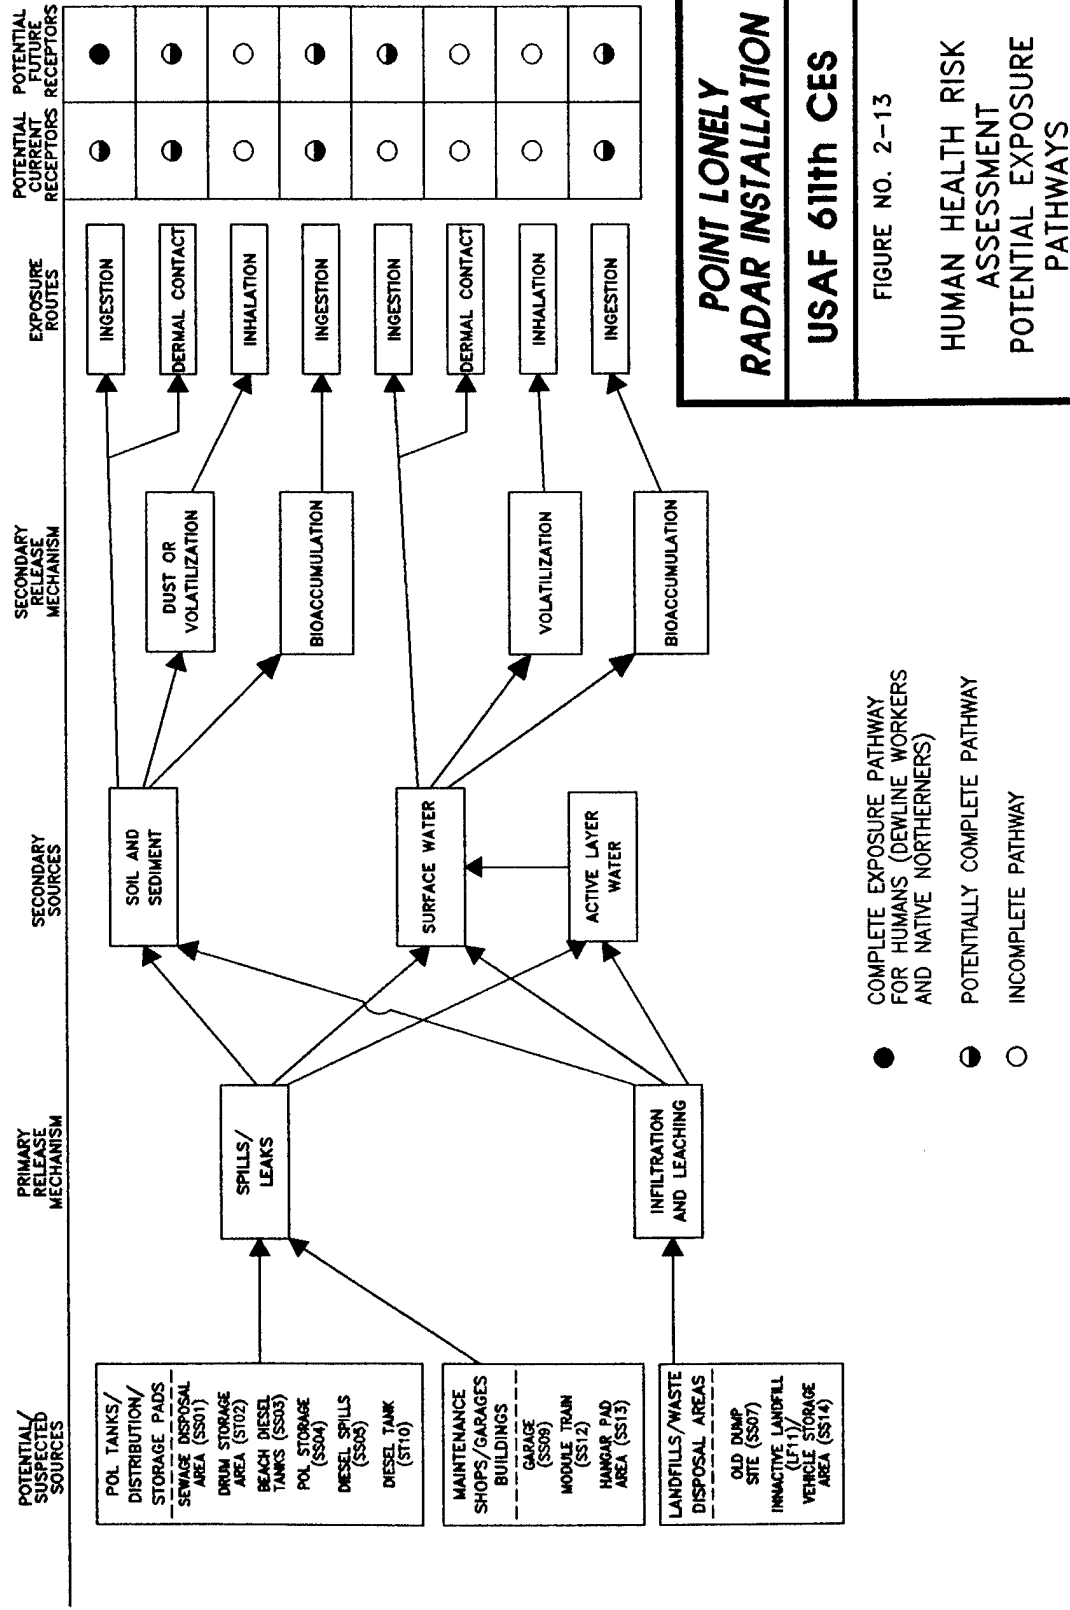 POTENTIAL/
SUSPECTED
SOURCES
PRIMARY
RELEASE
MECHANISM
SECONDARY
SOURCES
SECONDARY
RELEASE
MECHANISM
EXPOSURE
ROUTES
POTENTIAL
CURRENT
RECEPTORS
POTENTIAL
FUTURE
RECEPTORS
POL TANKS/
DISTRIBUTION/
STORAGE PADS
SEWAGE DISPOSAL
AREA (SS01)
DRUM STORAGE
AREA (ST02)
BEACH DIESEL
TANKS (SS03)
POL STORAGE
(SS04)
DIESEL SPILLS
(SS05)
DIESEL TANK
(ST10)
MAINTENANCE
SHOPS/GARAGES
BUILDINGS
GARAGE
(SS09)
MODULE TRAIN
(SS12)
HANGAR PAD
AREA (SS13)
LANDFILLS/WASTE
DISPOSAL AREAS
OLD DUMP
SITE (SS07)
INNACTIVE LANDFILL
(LF11)/
VEHICLE STORAGE
AREA (SS14)
SPILLS/
LEAKS
INFILTRATION
AND LEACHING
SOIL AND
SEDIMENT
SURFACE WATER
ACTIVE LAYER
WATER
DUST OR
VOLATILIZATION
BIOACCUMULATION
VOLATILIZATION
BIOACCUMULATION
INGESTION
DERMAL CONTACT
INHALATION
INGESTION
INGESTION
DERMAL CONTACT
INHALATION
INGESTION
COMPLETE EXPOSURE PATHWAY
FOR HUMANS (DEWLINE WORKERS
AND NATIVE NORTHERNERS)
POTENTIALLY COMPLETE PATHWAY
INCOMPLETE PATHWAY
POINT LONELY
RADAR INSTALLATION
USAF 611th CES
FIGURE NO. 2-13
HUMAN HEALTH RISK
ASSESSMENT
POTENTIAL EXPOSURE
PATHWAYS